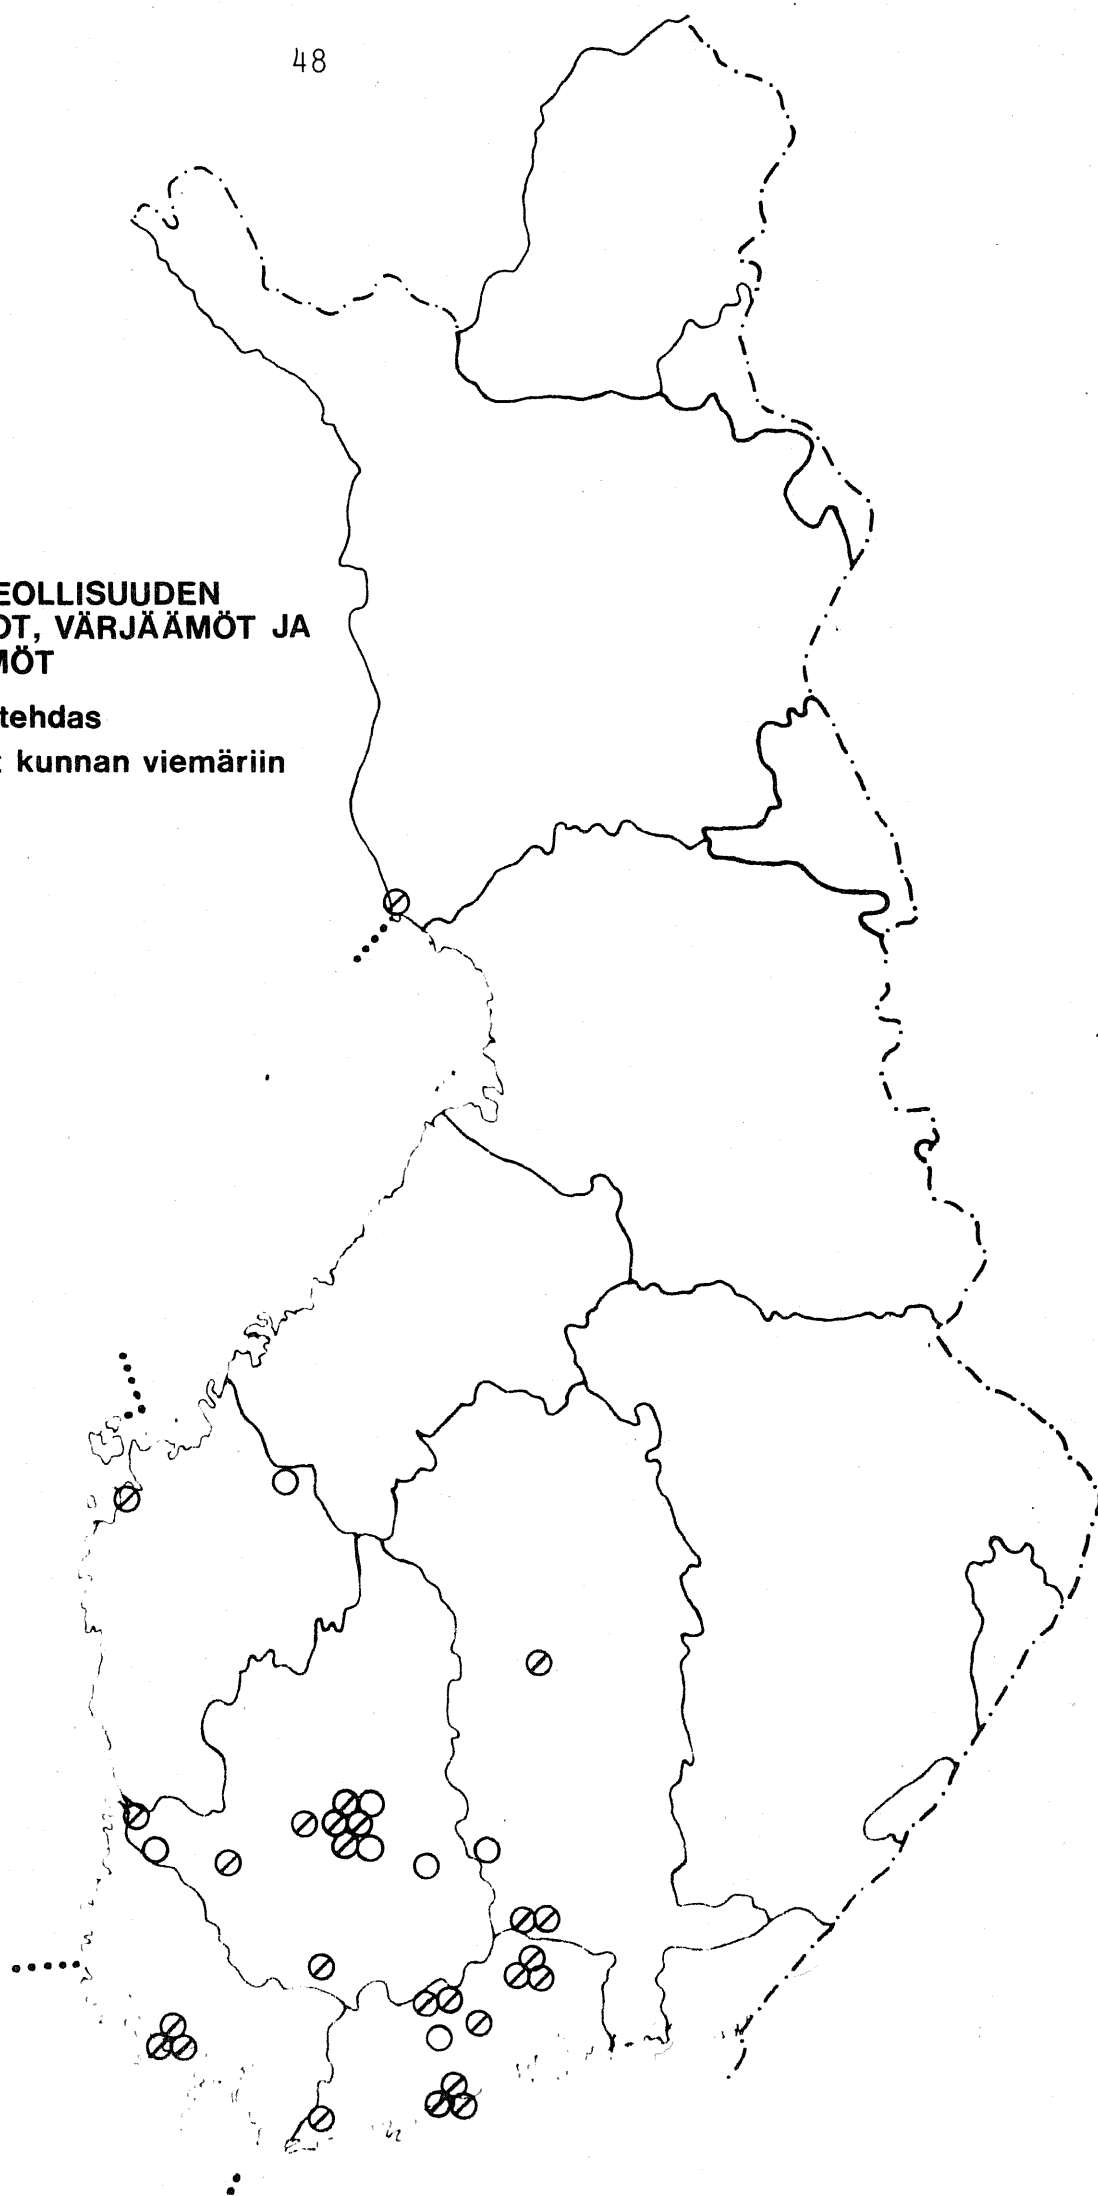 48
EOLLISUUDEN
OT, VÄRJÄÄMÖT JA
MÖT
tehdas
: kunnan viemäriin